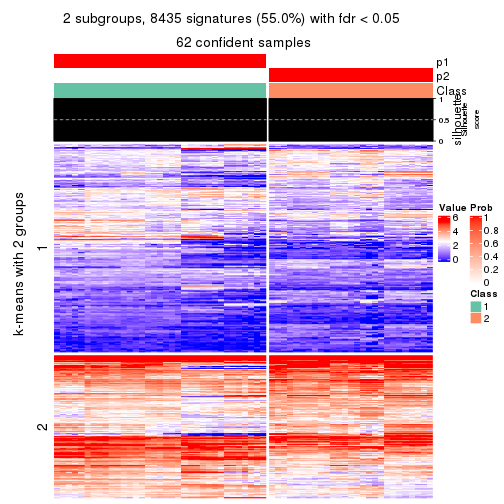 2 subgroups, 8435 signatures (55.0%) with fdr < 0.05
62 confident samples
p1
p2
Class
1
0.5
0
silhouette
Silhouette
score
k-means with 2 groups
1
2
Value
6
4
2
0
Prob
1
0.8
0.6
0.4
0.2
0
Class
1
2